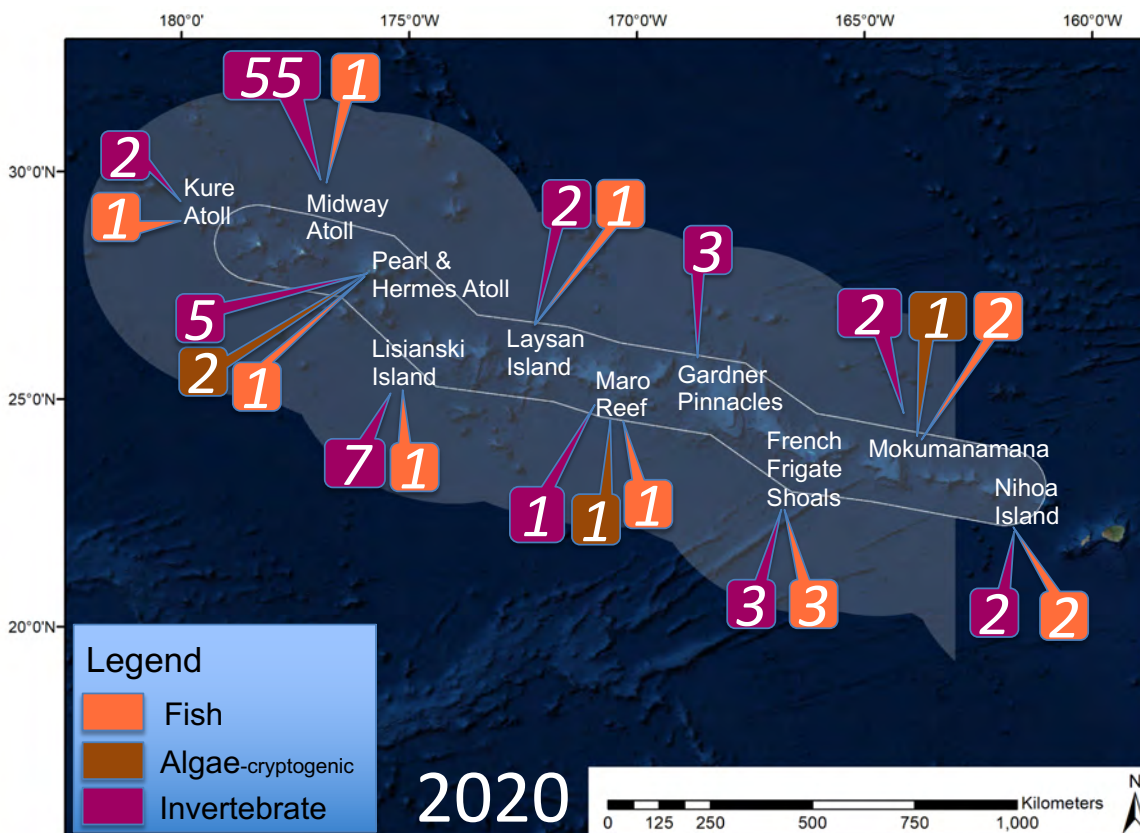 180°0' 175°0'W 170°0'W 165°0'W 160°0'W
55 1
30°0'N
2
Kure
Atoll
1
Midway
Atoll
2 1
3
Pearl &
Hermes Atoll
5
2
1
Laysan
Island
Lisianski
Island
2 1 2
25°0'N
Maro
Reef
Gardner
Pinnacles
Mokumanamana
French
Frigate
Shoals
Nihoa
Island
7 1
1 1 1
3 3
2 2
20°0'N
Legend
Fish
Algae-cryptogenic
Invertebrate
2020
Kilometers
0 125 250 500 750 1,000
N